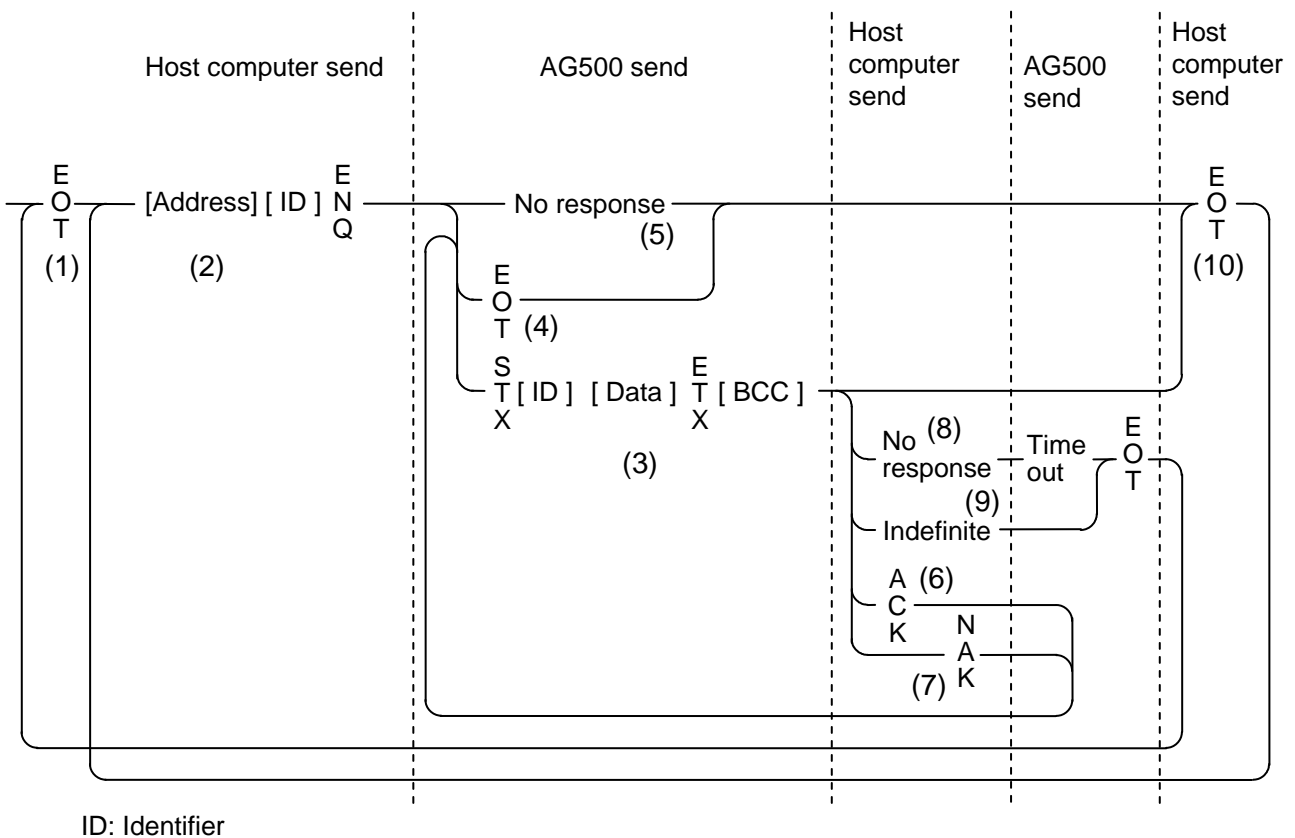 Host computer send
AG500 send
Host
computer
send
AG500
send
Host
computer
send
E
O
T
(1)
[Address] [ ID ]
(2)
E
N
Q
No response
(5)
E
O
T
(4)
S
T
X
[ ID ] [ Data ]
E
T
X
[ BCC ]
(3)
No
response
(8)
Time
out
E
O
T
(9)
Indefinite
A
C
K
(6)
N
A
K
(7)
E
O
T
(10)
ID: Identifier